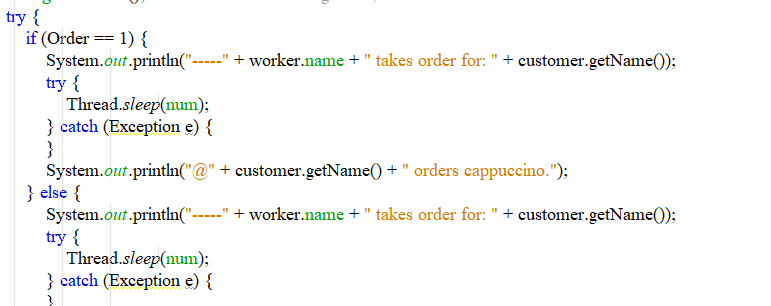 try {
if (Order == 1) {
System.out.println("-----" + worker.name + " takes order for: " + customer.getName());
try {
Thread.sleep(num);
} catch (Exception e) {
}
System.out.println("@" + customer.getName() + " orders cappuccino.");
} else {
System.out.println("-----" + worker.name + " takes order for: " + customer.getName());
try {
Thread.sleep(num);
} catch (Exception e) {
}